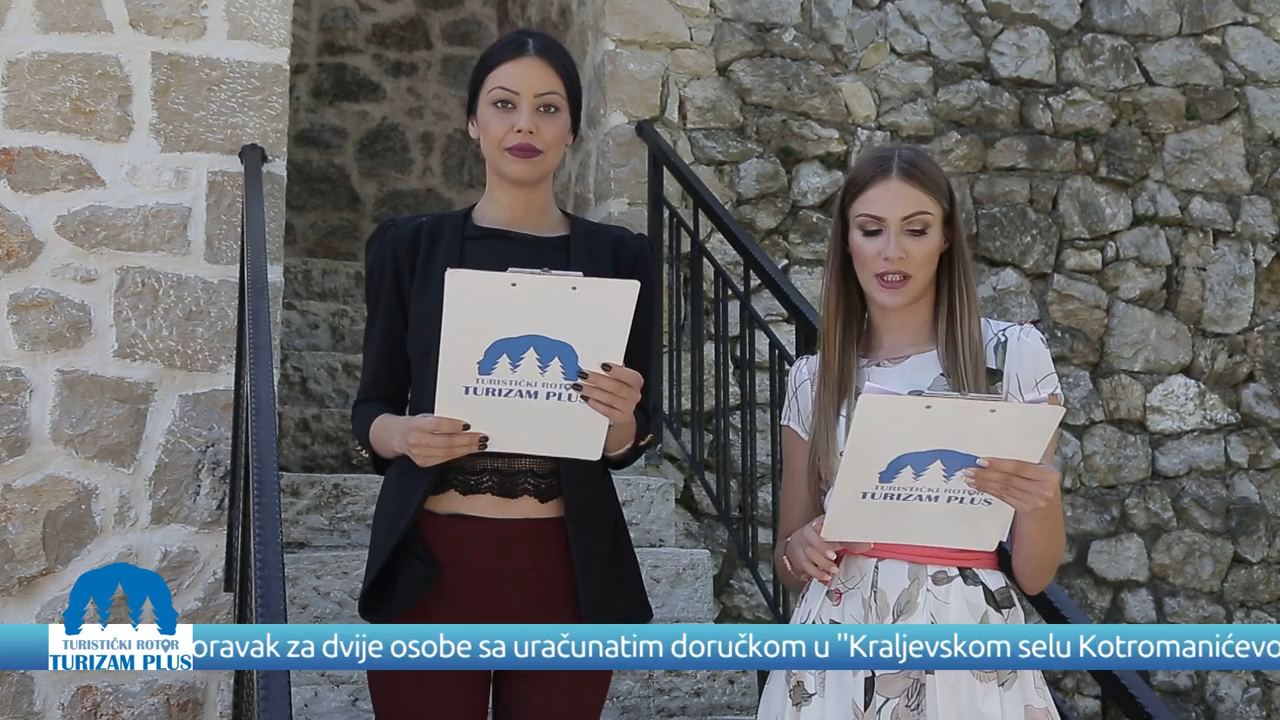 TURISTIČKI ROTOR
TURIZAM PLUS
TURISTIČKI ROTOR
TURIZAM PLUS
TURISTIČKI ROTOR
TURIZAM PLUS
oravak za dvije osobe sa uračunatim doručkom u "Kraljevskom selu Kotromanićevo